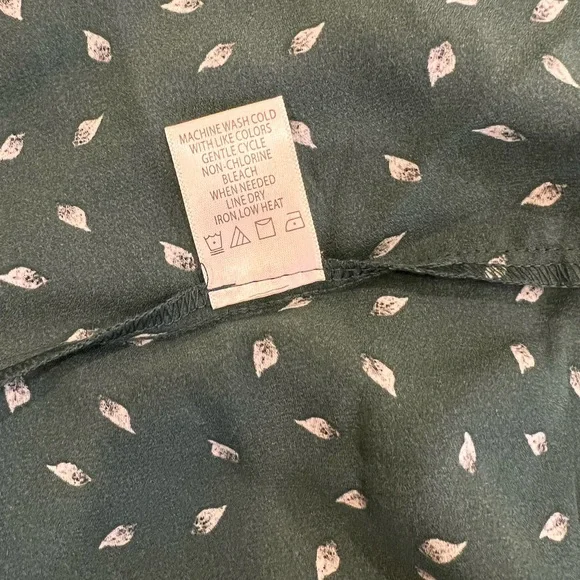 MACHINE WASH COLD
WITH LIKE COLORS
GENTLE CYCLE
NON-CHLORINE
BLEACH
WHEN NEEDED
LINE DRY
IRON,LOW HEAT